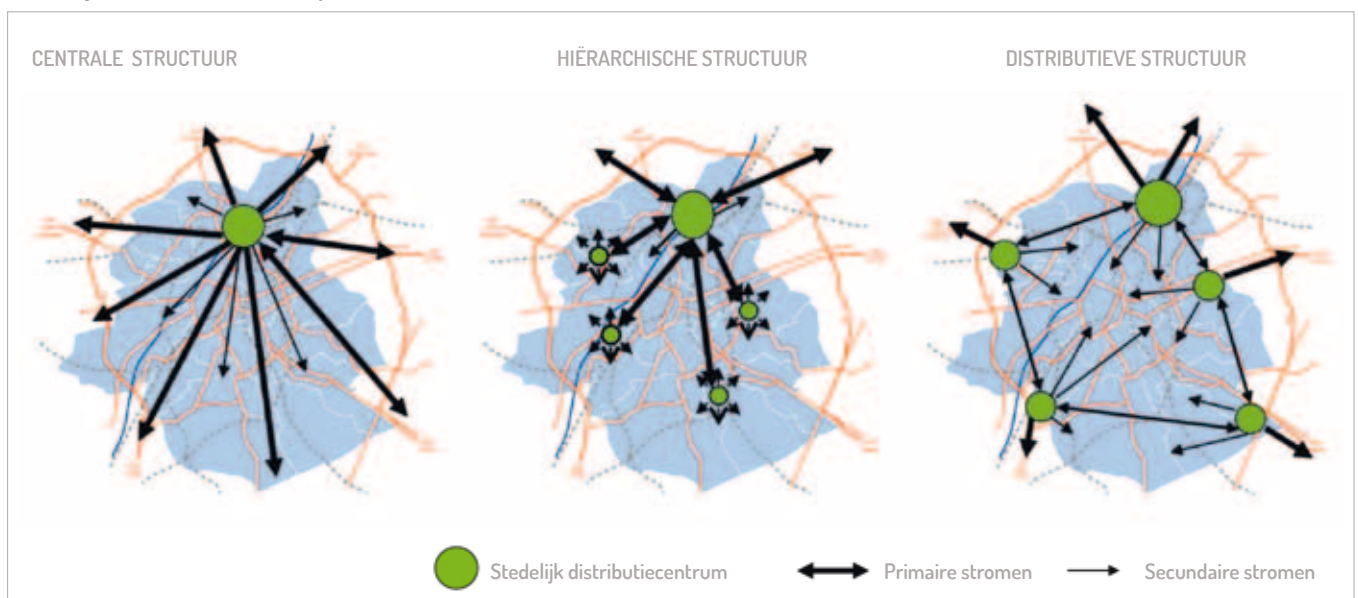 CENTRALE STRUCTUUR
HIËRARCHISCHE STRUCTUUR
DISTRIBUTIEVE STRUCTUUR
Stedelijk distributiecentrum
Primaire stromen
Secundaire stromen